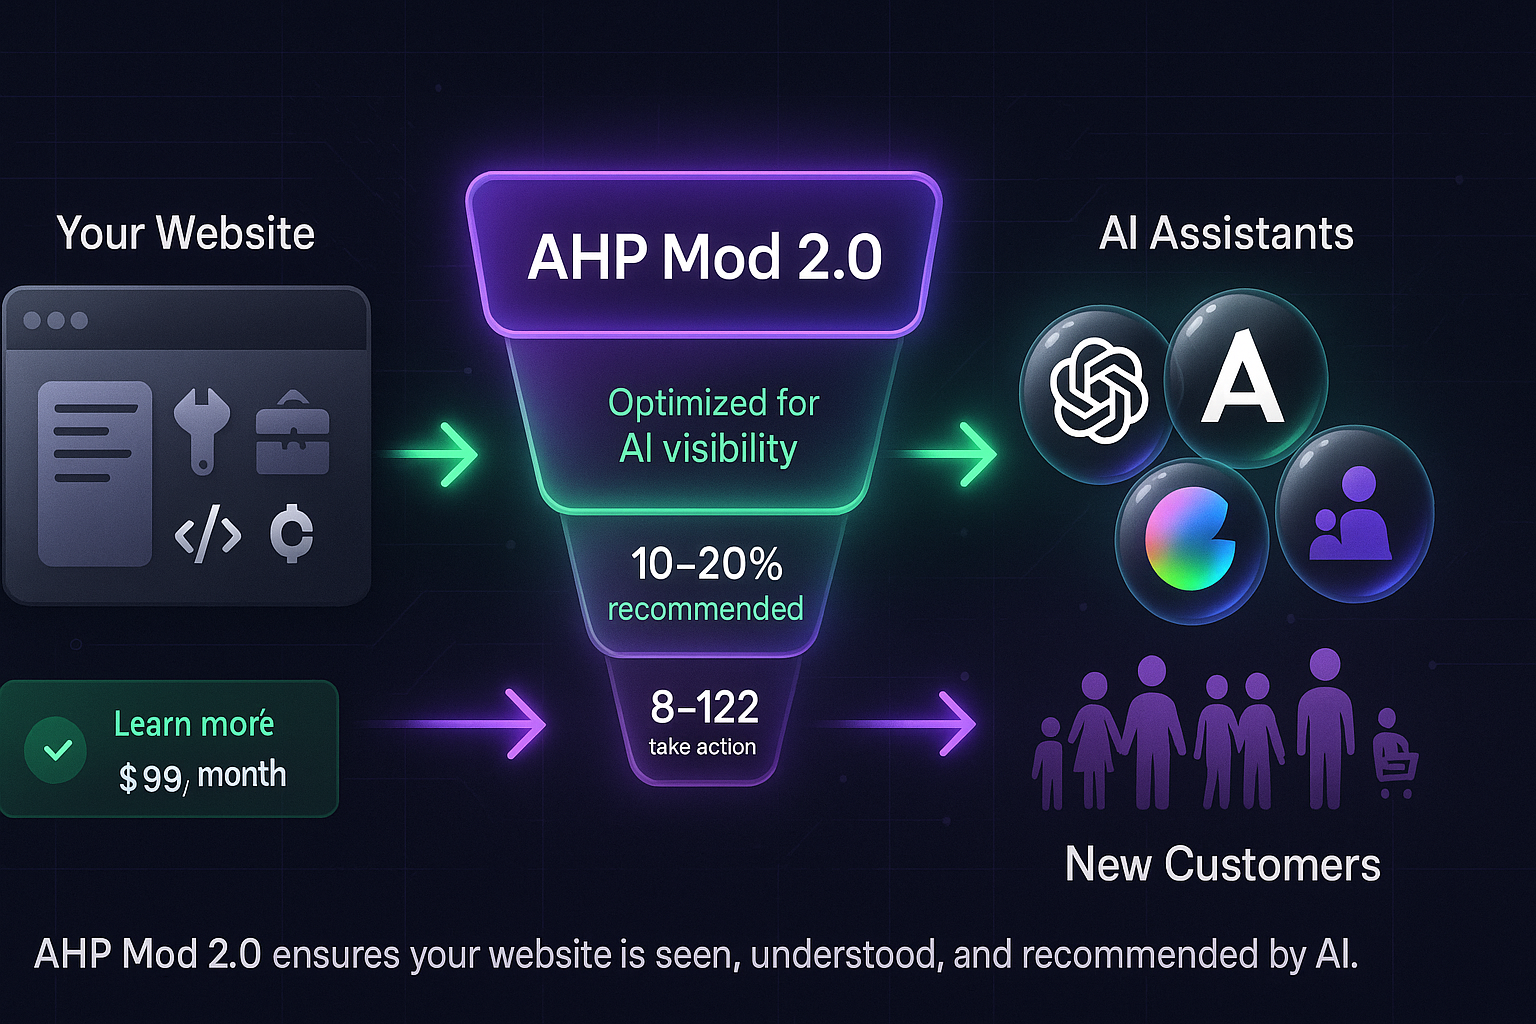 Your Website
AHP Mod 2.0
AI Assistants
Optimized for
AI visibility
A
10–20%
recommended
8–122
take action
Learn moré
$99/ month
New Customers
AHP Mod 2.0 ensures your website is seen, understood, and recommended by AI.